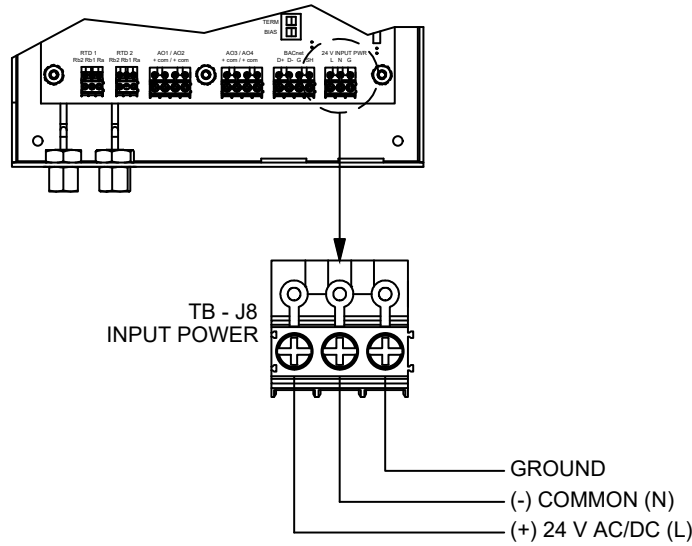 TERM
BIAS
RTD 1 RTD 2 AO1 / AO2 AO3 / AO4 BACnet 24 V INPUT PWR
Rb2 Rb1 Ra Rb2 Rb1 Ra + com / + com + com / + com D+ D- G SH L N G
TB - J8
INPUT POWER
GROUND
(-) COMMON (N)
(+) 24 V AC/DC (L)